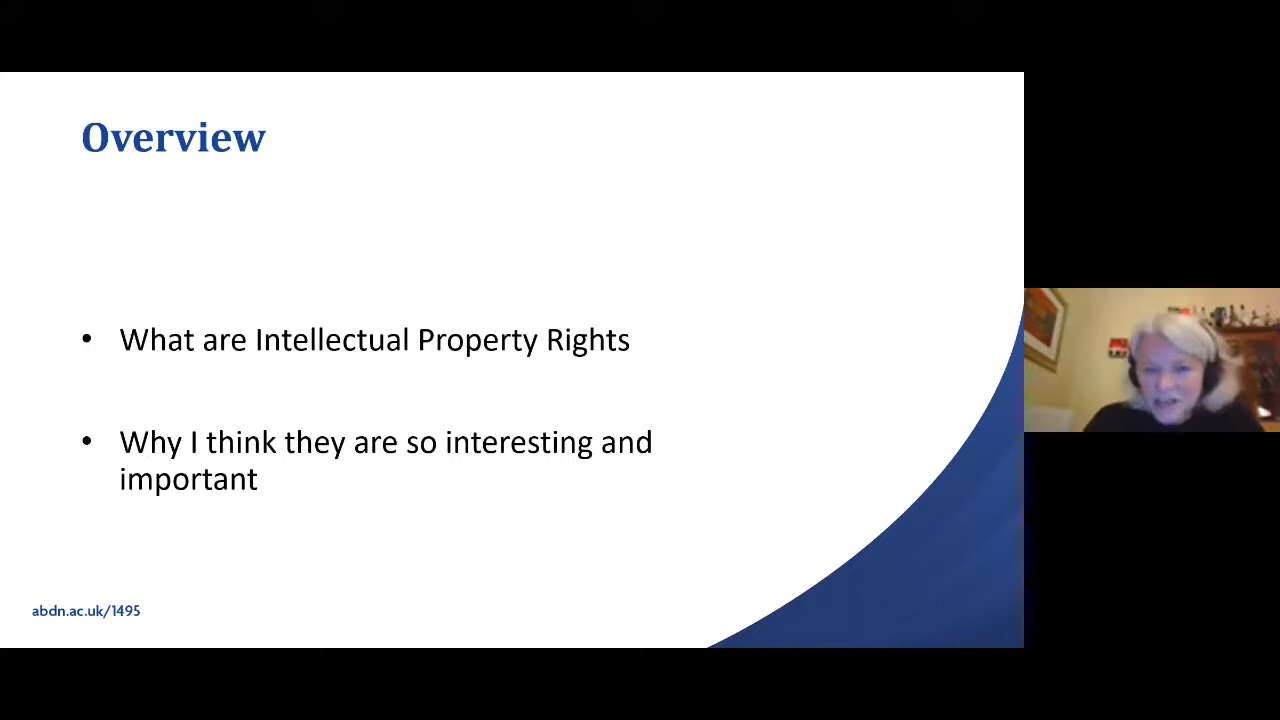 Overview
• What are Intellectual Property Rights
• Why I think they are so interesting and
important
abdn.ac.uk/1495